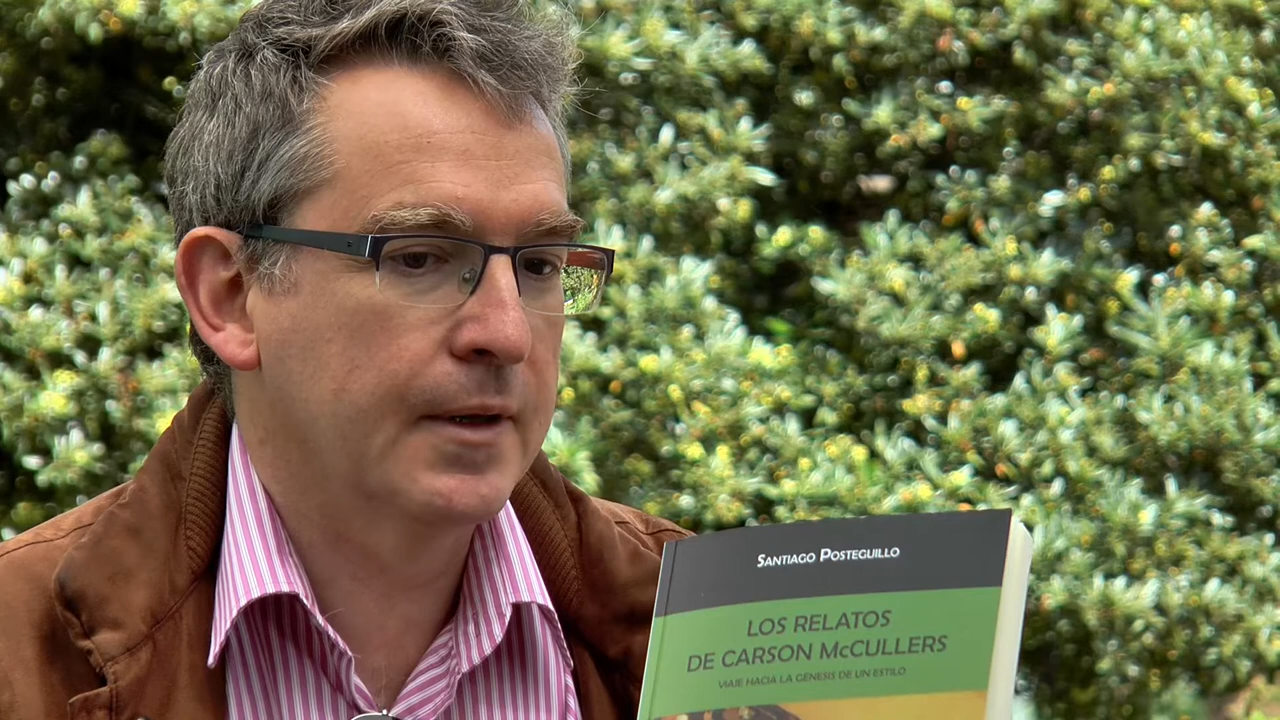 SANTIAGO POSTEGUILLO
LOS RELATOS
DE CARSON McCULLERS
VIAJE HACIA LA GÉNESIS DE UN ESTILO